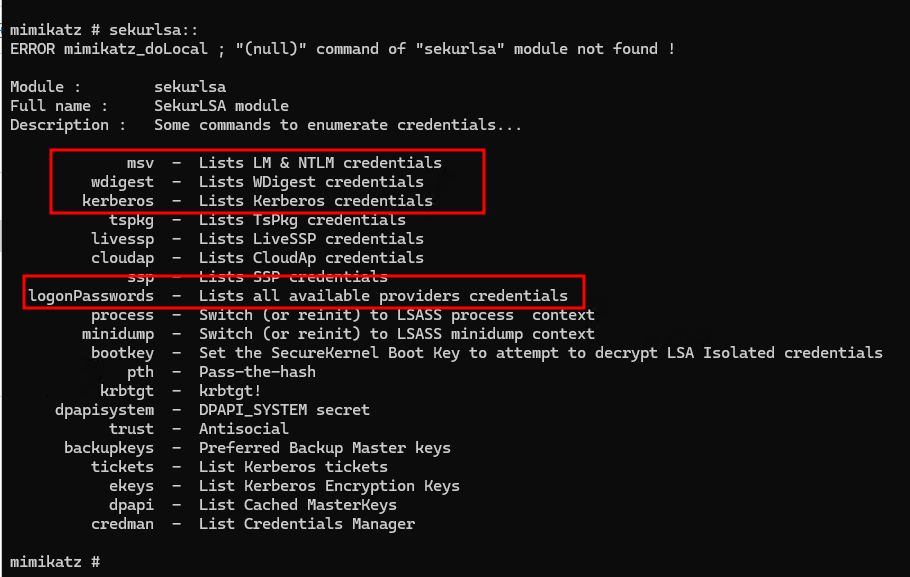 mimikatz # sekurlsa::
ERROR mimikatz_doLocal ; "(null)" command of "sekurlsa" module not found !
Module : sekurlsa
Full name : SekurLSA module
Description : Some commands to enumerate credentials...
msv - Lists LM & NTLM credentials
wdigest - Lists WDigest credentials
kerberos - Lists Kerberos credentials
tspkg - Lists TsPkg credentials
livessp - Lists LiveSSP credentials
cloudap - Lists CloudAp credentials
ssp - Lists SSP credentials
logonPasswords - Lists all available providers credentials
process - Switch (or reinit) to LSASS process  context
minidump - Switch (or reinit) to LSASS minidump context
bootkey - Set the SecureKernel Boot Key to attempt to decrypt LSA Isolated credentials
pth - Pass-the-hash
krbtgt - krbtgt!
dpapisystem - DPAPI_SYSTEM secret
trust - Antisocial
backupkeys - Preferred Backup Master keys
tickets - List Kerberos tickets
ekeys - List Kerberos Encryption Keys
dpapi - List Cached MasterKeys
credman - List Credentials Manager
mimikatz #